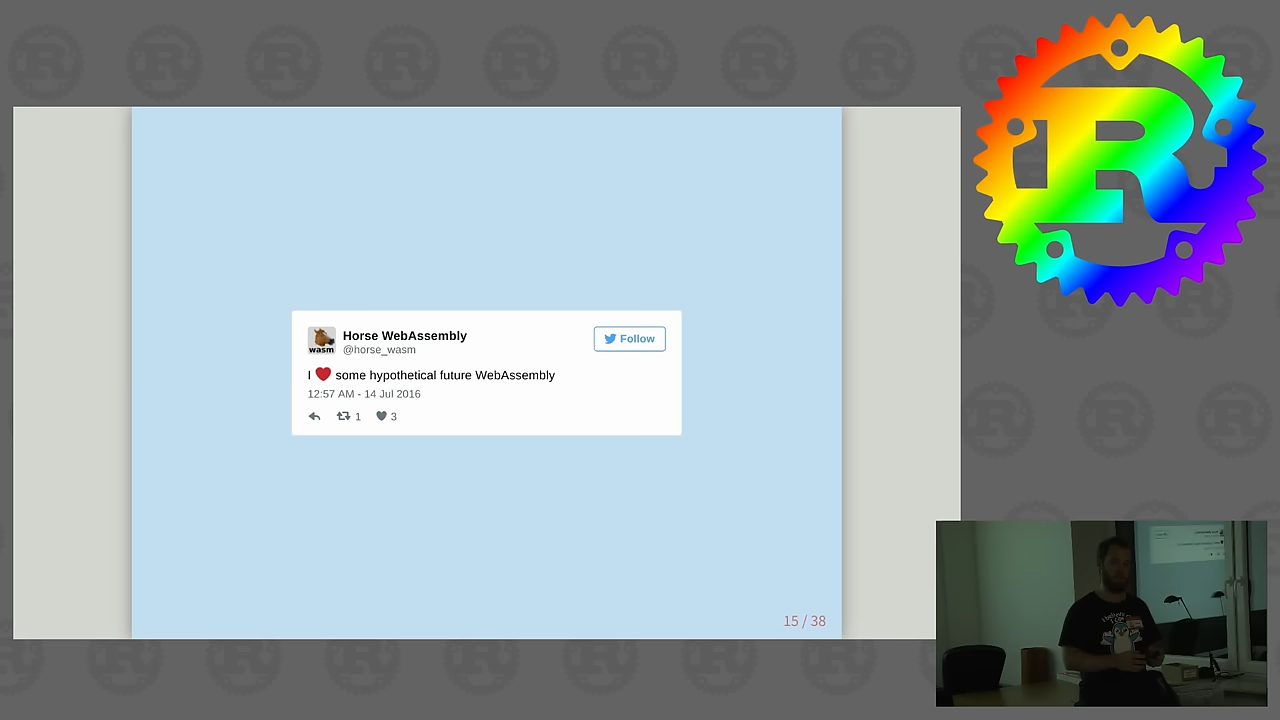 Horse WebAssembly
@horse_wasm
Follow
wasm
I ❤ some hypothetical future WebAssembly
12:57 AM - 14 Jul 2016
1 3
15 / 38